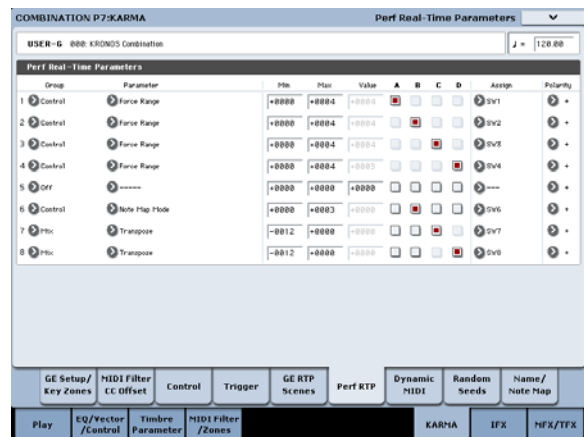 COMBINATION P7:KARMA Perf Real-Time Parameters
USER-G 000: KRONOS Combination ♩ = 120.00
Perf Real-Time Parameters
Group Parameter Min Max Value A B C D Assign Polarity
1 Control Force Range +0000 +0004 +0004 SW1 +
2 Control Force Range +0000 +0004 +0004 SW2 +
3 Control Force Range +0000 +0004 +0004 SW3 +
4 Control Force Range +0000 +0004 +0003 SW4 +
5 Off ----- +0000 +0000 +0000 --- +
6 Control Note Map Mode +0000 +0003 +0000 SW6 +
7 Mix Transpose -0012 +0000 +0000 SW7 +
8 Mix Transpose -0012 +0000 +0000 SW8 +
GE Setup/ MIDI Filter Control Trigger GE RTP Perf RTP Dynamic Random Name/
Key Zones CC Offset Scenes MIDI Seeds Note Map
Play EQ/Vector Timbre MIDI Filter KARMA IFX MFX/TFX
/Control Parameter /Zones